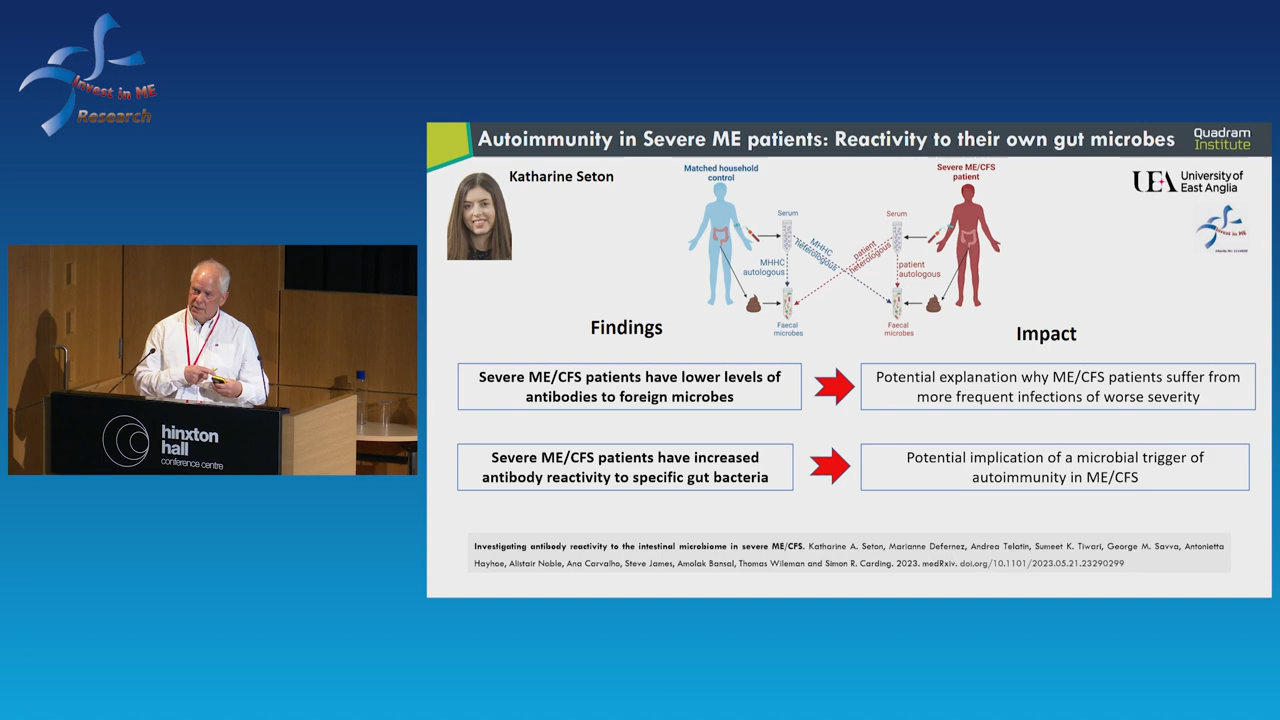 Invest in ME
Research
Autoimmunity in Severe ME patients: Reactivity to their own gut microbes
Quadram
Institute
Katharine Seton
Matched household
control
Severe ME/CFS
patient
UEA
University of
East Anglia
Serum
Serum
MHHC
heterologous
patient
heterologous
MHHC
autologous
patient
autologous
Faecal
microbes
Faecal
microbes
Invest in ME
Findings
Impact
Severe ME/CFS patients have lower levels of
antibodies to foreign microbes
Potential explanation why ME/CFS patients suffer from
more frequent infections of worse severity
Severe ME/CFS patients have increased
antibody reactivity to specific gut bacteria
Potential implication of a microbial trigger of
autoimmunity in ME/CFS
Investigating antibody reactivity to the intestinal microbiome in severe ME/CFS. Katharine A. Seton, Marianne Defernez, Andrea Telatin, Sumeet K. Tiwari, George M. Savva, Antonietta
Hayhoe, Alistair Noble, Ana Carvalho, Steve James, Amolak Bansal, Thomas Wileman and Simon R. Carding. 2023. medRxiv. doi.org/10.1101/2023.05.21.23290299
hinxton
hall
conference centre